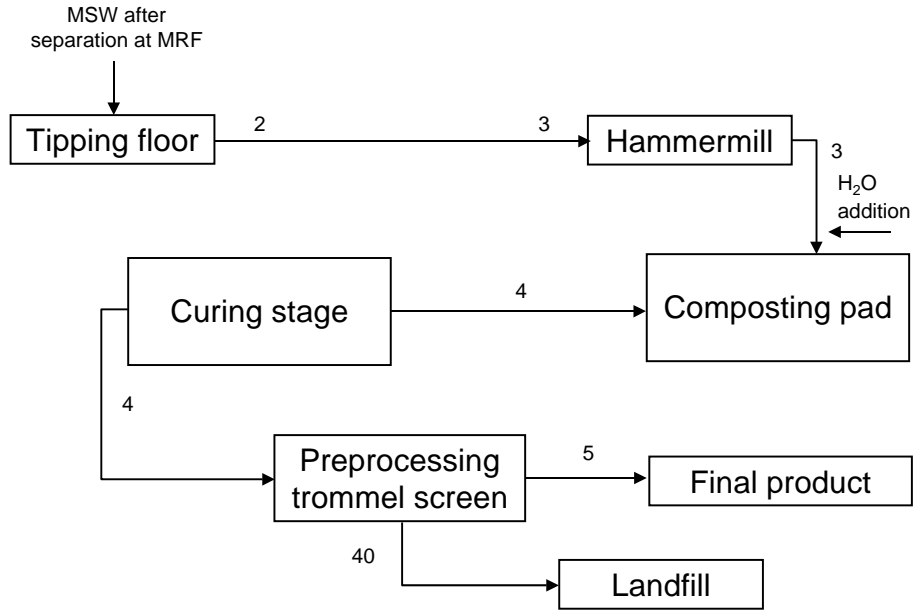 MSW after
separation at MRF
Tipping floor
2
3
Hammermill
3
H₂O
addition
Curing stage
4
Composting pad
4
Preprocessing
trommel screen
5
Final product
40
Landfill